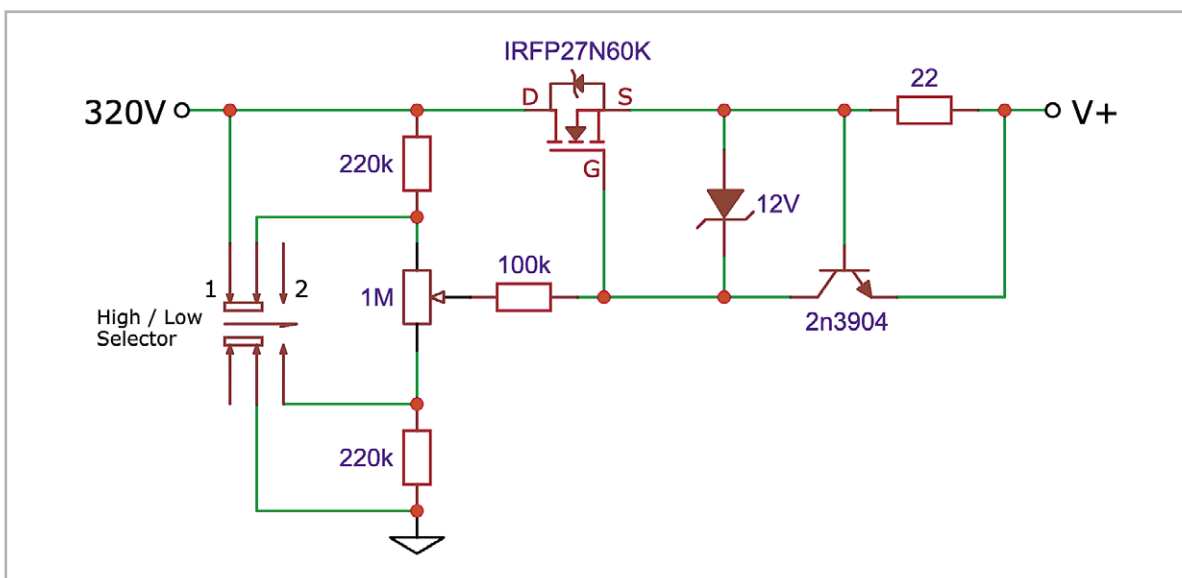 IRFP27N60K
320V
D
S
22
V+
220k
G
12V
1
2
1M
100k
High / Low
Selector
2n3904
220k